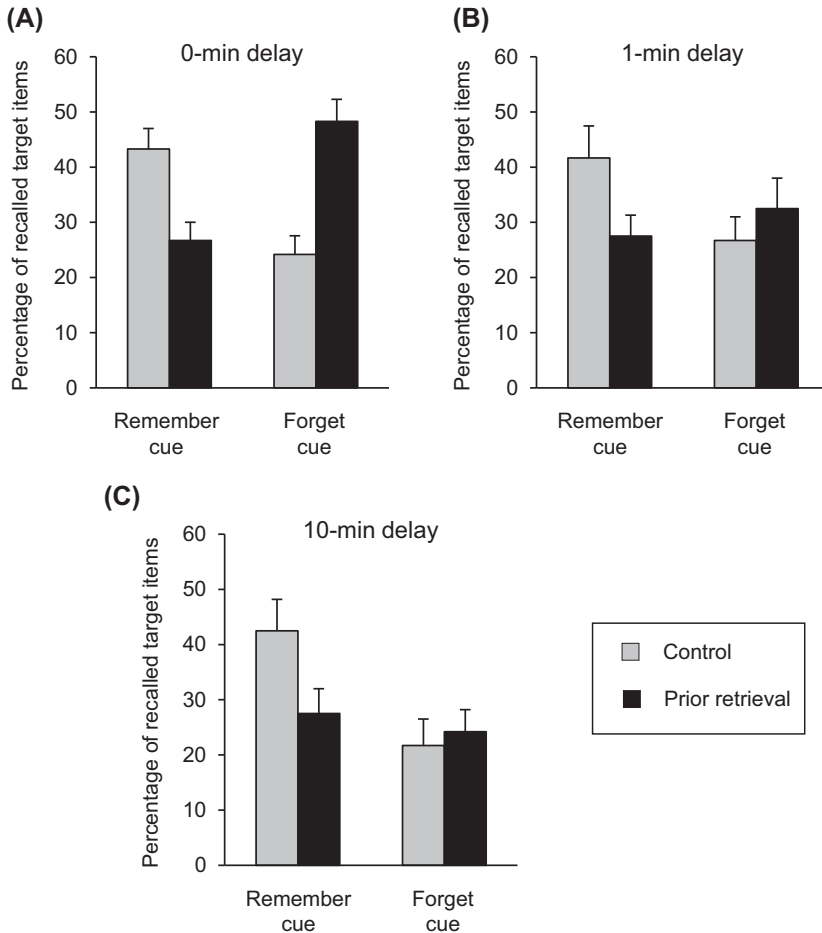 (A)
0-min delay
Percentage of recalled target items
60
50
40
30
20
10
0
Remember
cue
Forget
cue
(B)
1-min delay
Percentage of recalled target items
60
50
40
30
20
10
0
Remember
cue
Forget
cue
(C)
10-min delay
Percentage of recalled target items
60
50
40
30
20
10
0
Remember
cue
Forget
cue
Control
Prior retrieval